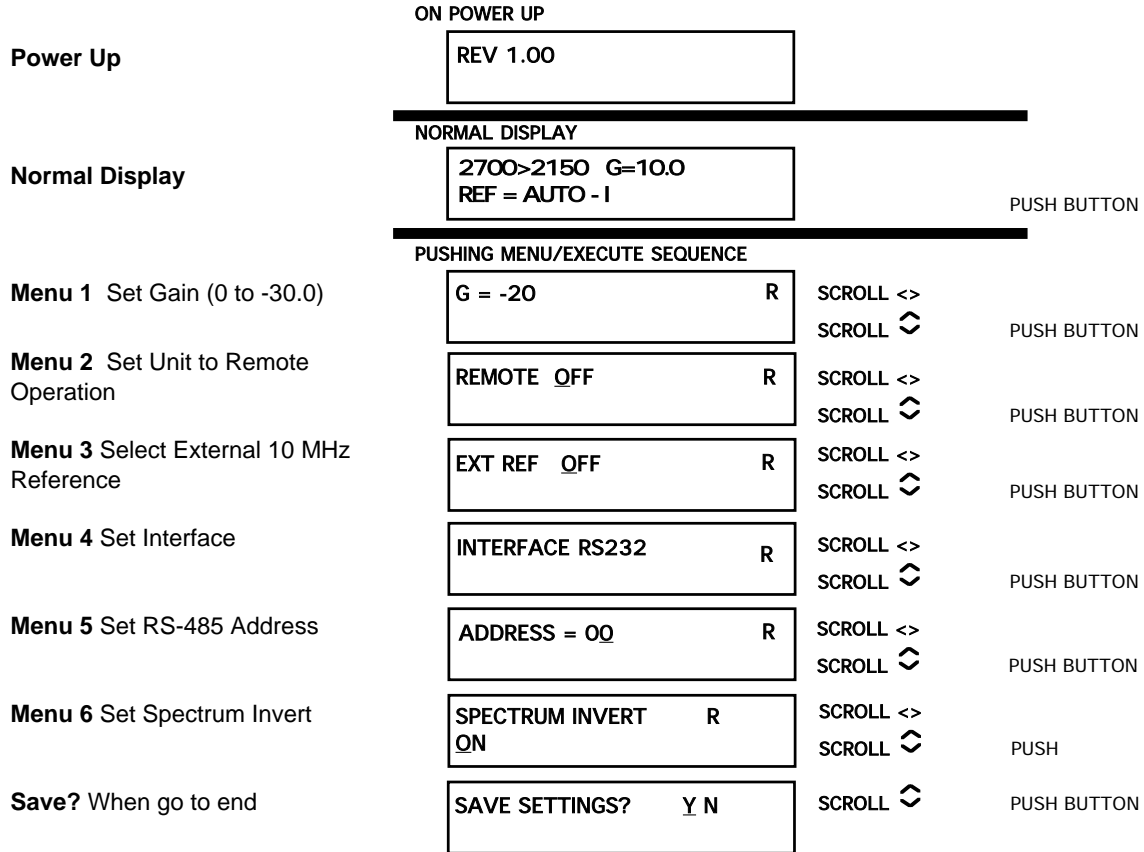 ON POWER UP
Power Up
REV 1.00
NORMAL DISPLAY
Normal Display
2700>2150 G=10.0
REF = AUTO - I
PUSH BUTTON
PUSHING MENU/EXECUTE SEQUENCE
Menu 1 Set Gain (0 to -30.0)
G = -20 R
SCROLL <>
SCROLL
PUSH BUTTON
Menu 2 Set Unit to Remote
Operation
REMOTE OFF R
SCROLL <>
SCROLL
PUSH BUTTON
Menu 3 Select External 10 MHz
Reference
EXT REF OFF R
SCROLL <>
SCROLL
PUSH BUTTON
Menu 4 Set Interface
INTERFACE RS232 R
SCROLL <>
SCROLL
PUSH BUTTON
Menu 5 Set RS-485 Address
ADDRESS = 00 R
SCROLL <>
SCROLL
PUSH BUTTON
Menu 6 Set Spectrum Invert
SPECTRUM INVERT R
ON
SCROLL <>
SCROLL
PUSH
Save? When go to end
SAVE SETTINGS? Y N
SCROLL
PUSH BUTTON